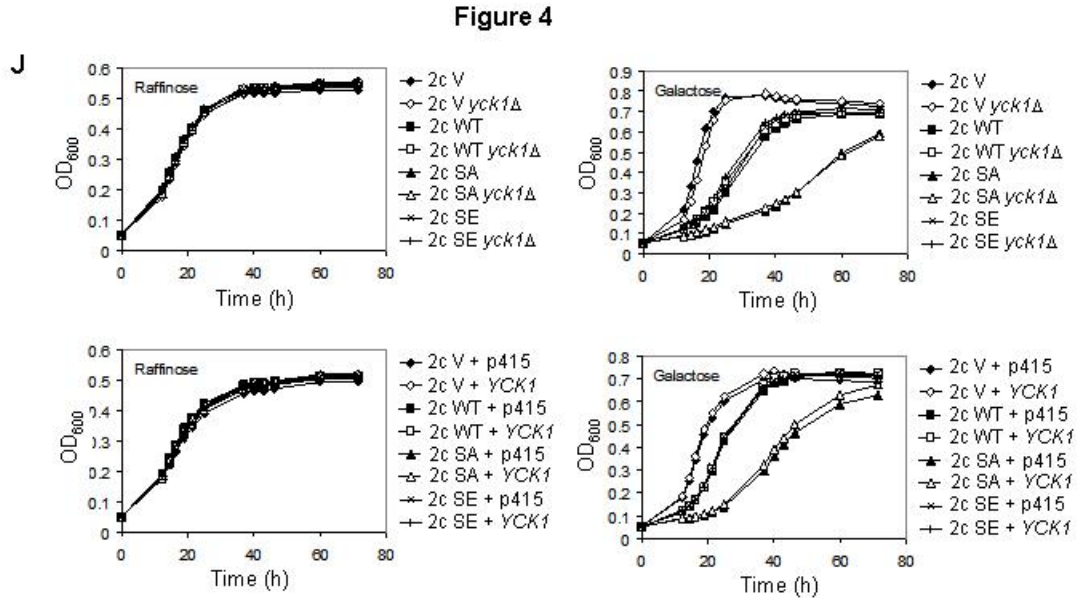 Figure 4
J
0.6
0.5
0.4
0.3
0.2
0.1
0
OD600
Raffinose
0 20 40 60 80
Time (h)
2c V
2c V yck1Δ
2c WT
2c WT yck1Δ
2c SA
2c SA yck1Δ
2c SE
2c SE yck1Δ
0.9
0.8
0.7
0.6
0.5
0.4
0.3
0.2
0.1
0
OD600
Galactose
0 20 40 60 80
Time (h)
2c V
2c V yck1Δ
2c WT
2c WT yck1Δ
2c SA
2c SA yck1Δ
2c SE
2c SE yck1Δ
0.6
0.5
0.4
0.3
0.2
0.1
0
OD600
Raffinose
0 20 40 60 80
Time (h)
2c V + p415
2c V + YCK1
2c WT + p415
2c WT + YCK1
2c SA + p415
2c SA + YCK1
2c SE + p415
2c SE + YCK1
0.8
0.7
0.6
0.5
0.4
0.3
0.2
0.1
0
OD600
Galactose
0 20 40 60 80
Time (h)
2c V + p415
2c V + YCK1
2c WT + p415
2c WT + YCK1
2c SA + p415
2c SA + YCK1
2c SE + p415
2c SE + YCK1